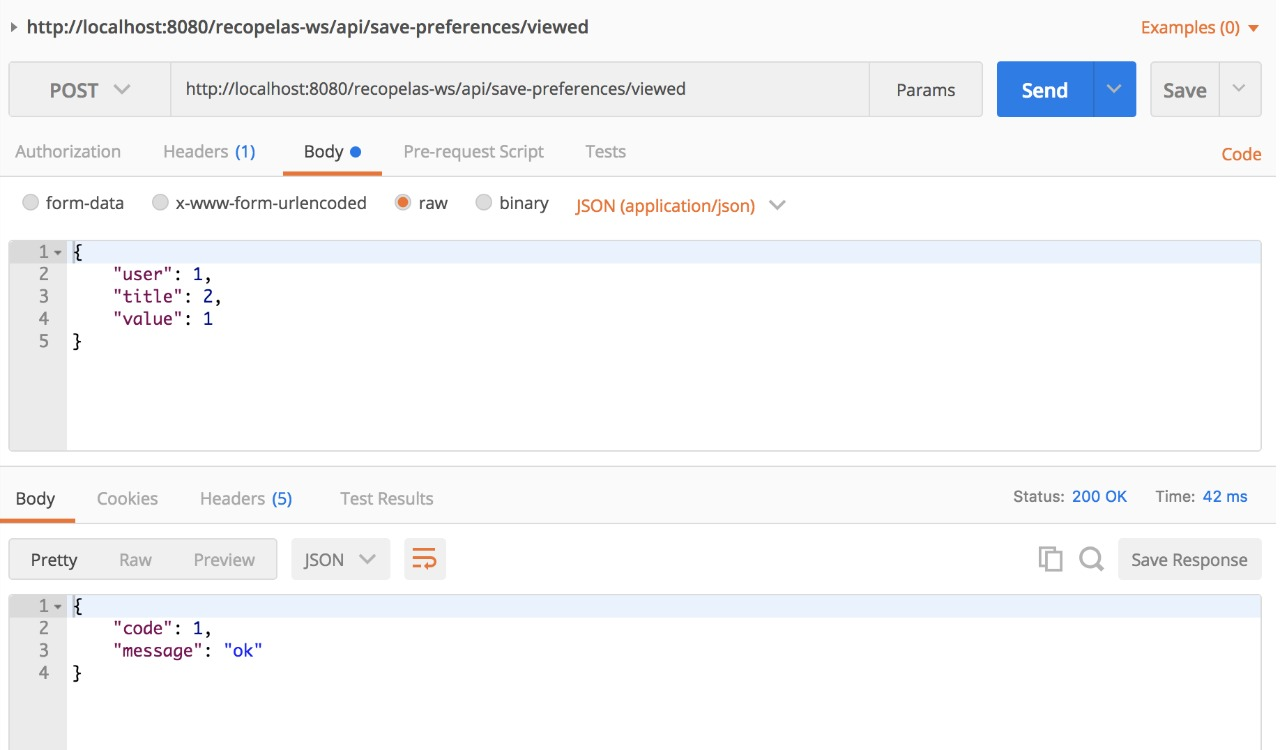 http://localhost:8080/recopelas-ws/api/save-preferences/viewed Examples (0)
POST http://localhost:8080/recopelas-ws/api/save-preferences/viewed Params Send Save
Authorization Headers (1) Body Pre-request Script Tests Code
form-data x-www-form-urlencoded raw binary JSON (application/json)
1 {
2 "user": 1,
3 "title": 2,
4 "value": 1
5 }
Body Cookies Headers (5) Test Results Status: 200 OK Time: 42 ms
Pretty Raw Preview JSON Save Response
1 {
2 "code": 1,
3 "message": "ok"
4 }